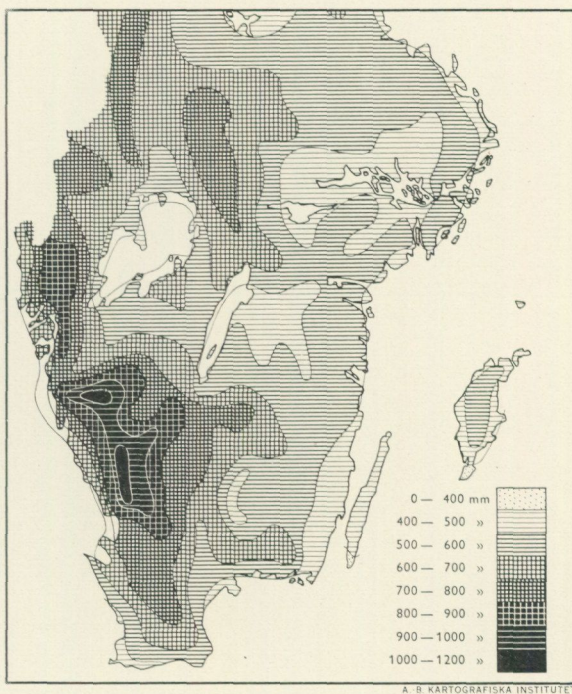 0 — 400 mm
400 — 500 »
500 — 600 »
600 — 700 »
700 — 800 »
800 — 900 »
900 — 1000 »
1000 — 1200 »
A.-B. KARTOGRAFISKA INSTITUTET